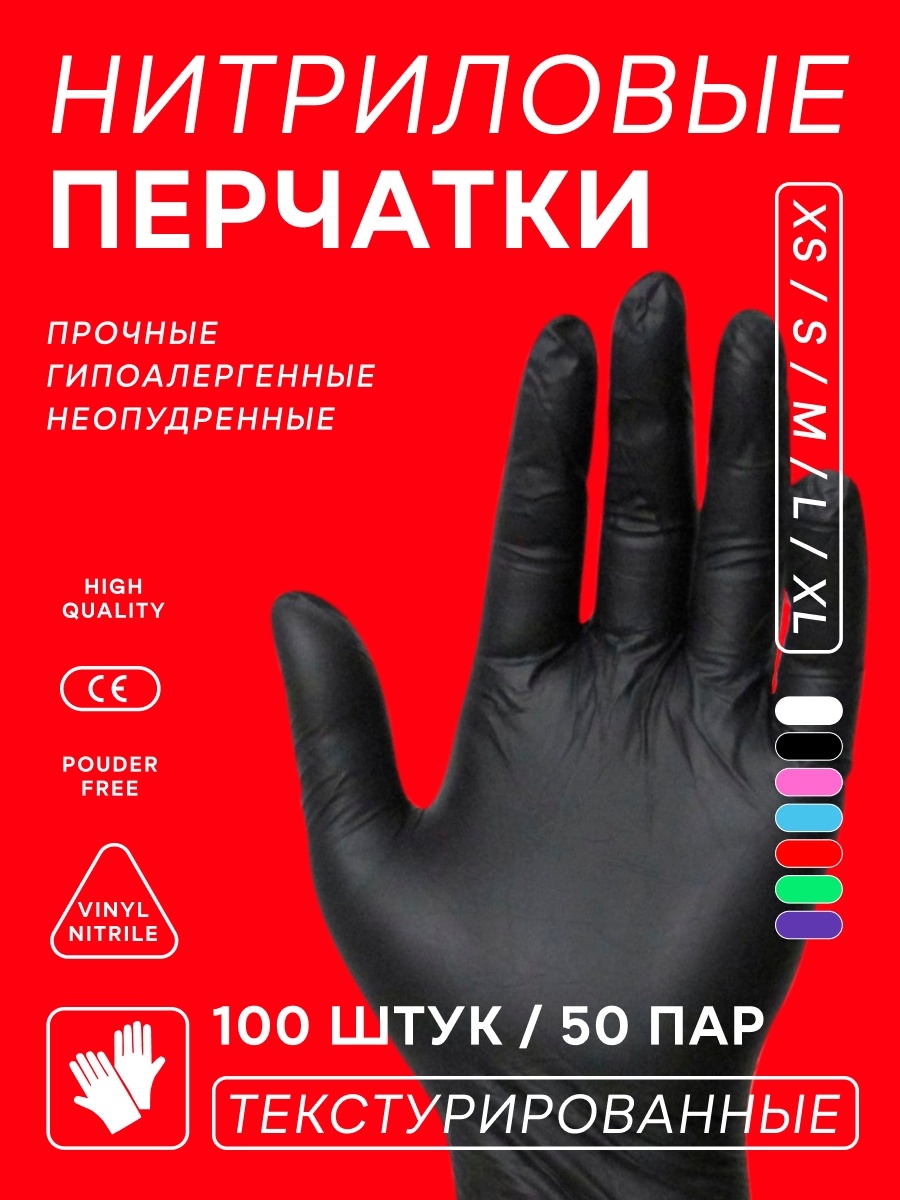 НИТРИЛОВЫЕ
ПЕРЧАТКИ
XS / S / M / L / XL
ПРОЧНЫЕ
ГИПОАЛЕРГЕННЫЕ
НЕОПУДРЕННЫЕ
HIGH
QUALITY
CE
POUDER
FREE
VINYL
NITRILE
100 ШТУК / 50 ПАР
ТЕКСТУРИРОВАННЫЕ